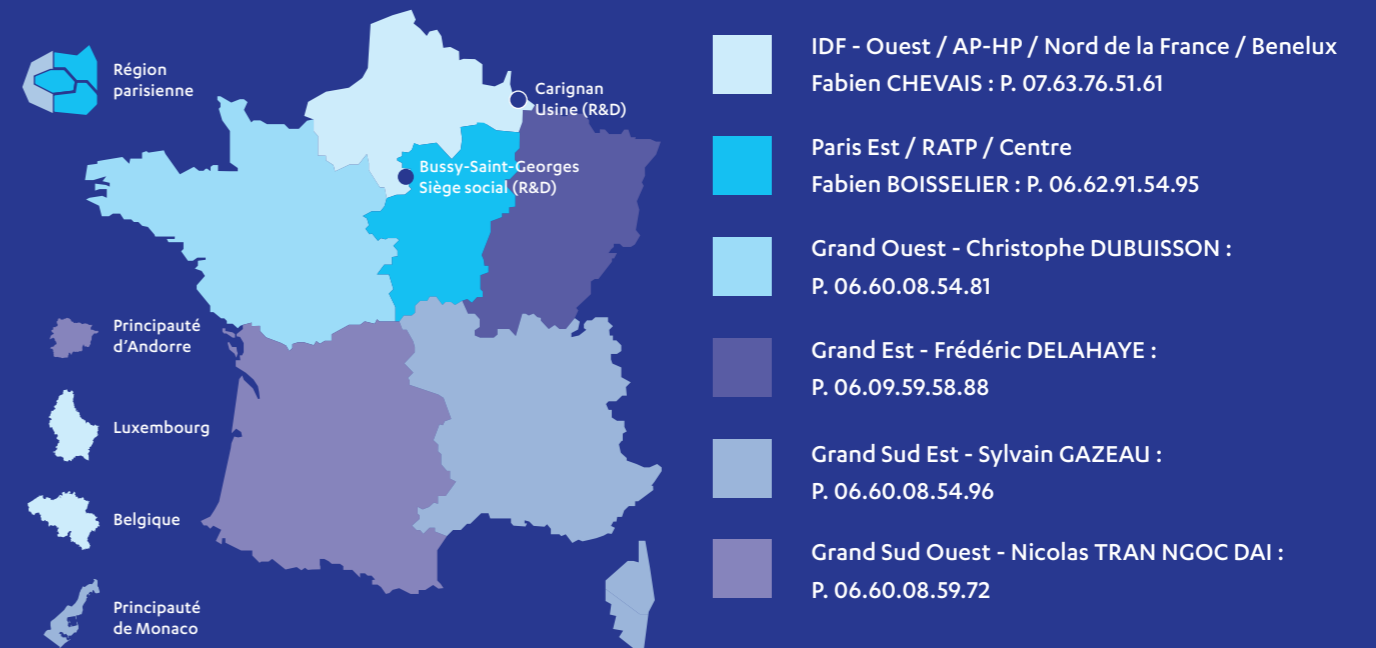 Région
parisienne
Carignan
Usine (R&D)
Bussy-Saint-Georges
Siège social (R&D)
Principauté
d'Andorre
Luxembourg
Belgique
Principauté
de Monaco
IDF - Ouest / AP-HP / Nord de la France / Benelux
Fabien CHEVAIS : P. 07.63.76.51.61
Paris Est / RATP / Centre
Fabien BOISSELIER : P. 06.62.91.54.95
Grand Ouest - Christophe DUBUISSON :
P. 06.60.08.54.81
Grand Est - Frédéric DELAHAYE :
P. 06.09.59.58.88
Grand Sud Est - Sylvain GAZEAU :
P. 06.60.08.54.96
Grand Sud Ouest - Nicolas TRAN NGOC DAI :
P. 06.60.08.59.72